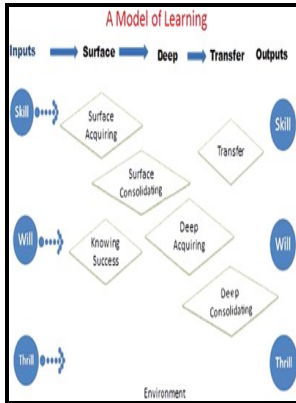 A Model of Learning
Inputs Surface Deep Transfer Outputs
Skill
Surface
Acquiring
Transfer
Skill
Surface
Consolidating
Will
Knowing
Success
Deep
Acquiring
Will
Deep
Consolidating
Thrill
Thrill
Environment